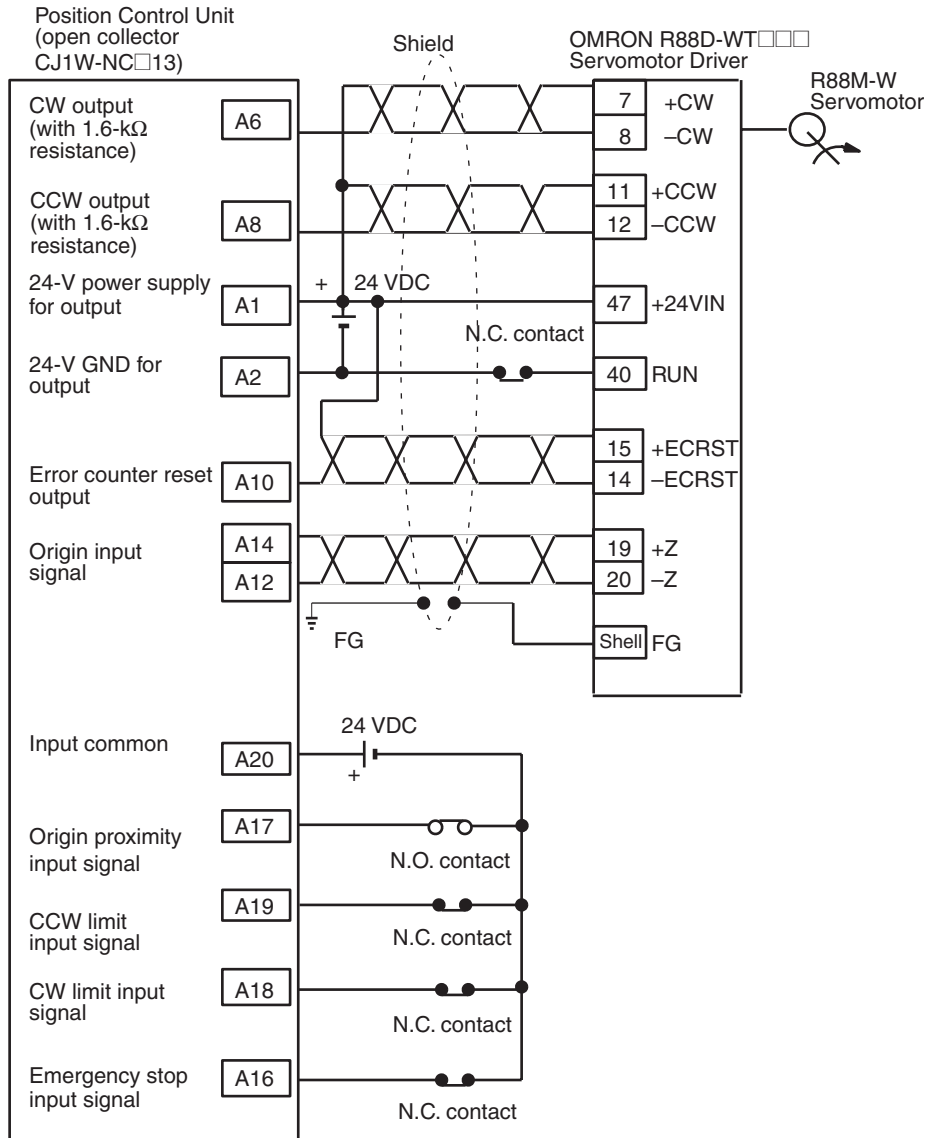 Position Control Unit
(open collector
CJ1W-NC□13)
Shield
OMRON R88D-WT□□□
Servomotor Driver
R88M-W
Servomotor
CW output
(with 1.6-kΩ
resistance)
A6
7
+CW
8
–CW
CCW output
(with 1.6-kΩ
resistance)
A8
11
+CCW
12
–CCW
24-V power supply
for output
A1
+
24 VDC
47
+24VIN
24-V GND for
output
A2
N.C. contact
40
RUN
Error counter reset
output
A10
15
+ECRST
14
–ECRST
Origin input
signal
A14
A12
19
+Z
20
–Z
FG
Shell
FG
Input common
A20
24 VDC
+
Origin proximity
input signal
A17
N.O. contact
CCW limit
input signal
A19
N.C. contact
CW limit input
signal
A18
N.C. contact
Emergency stop
input signal
A16
N.C. contact